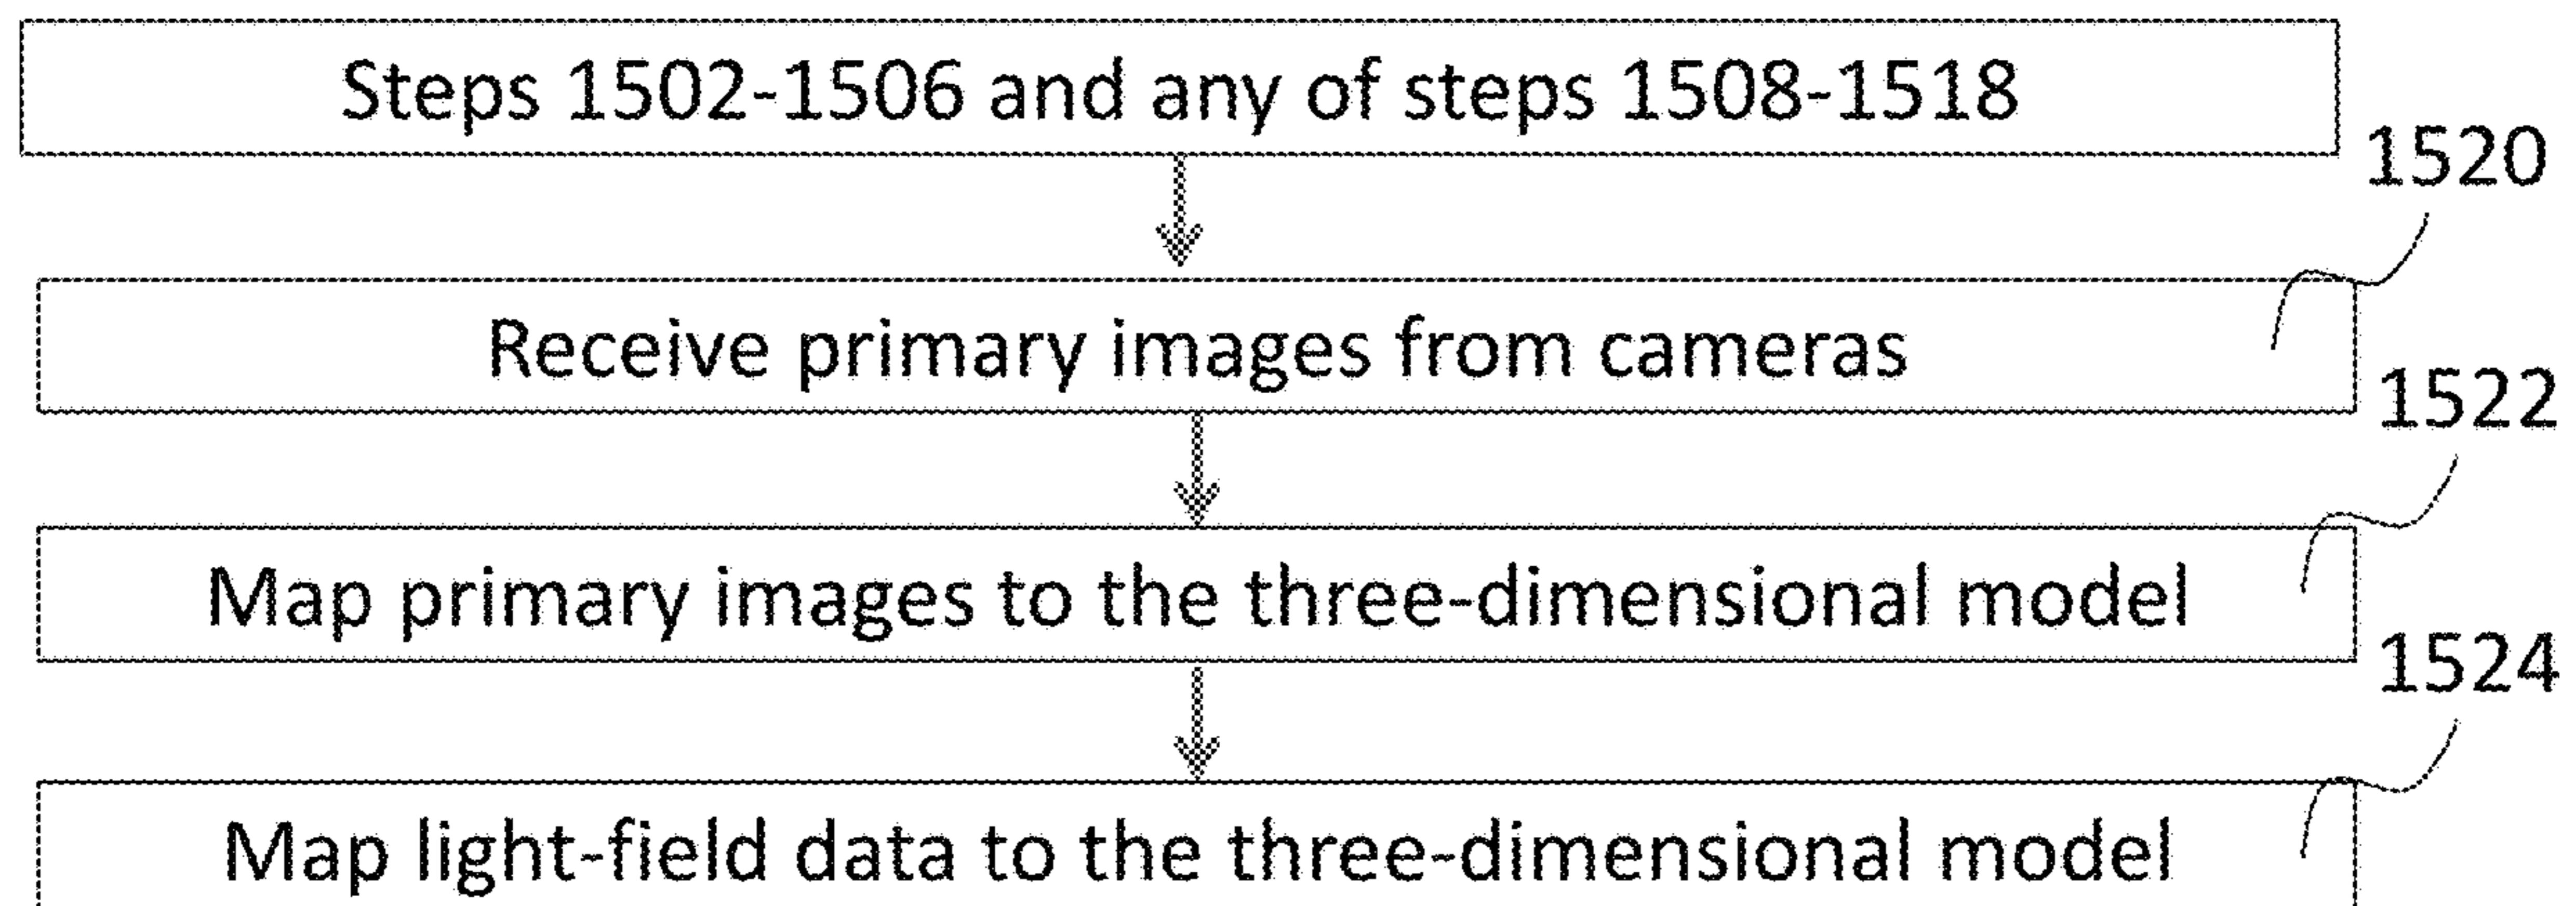 Steps 1502-1506 and any of steps 1508-1518
1520
Receive primary images from cameras
1522
Map primary images to the three-dimensional model
1524
Map light-field data to the three-dimensional model